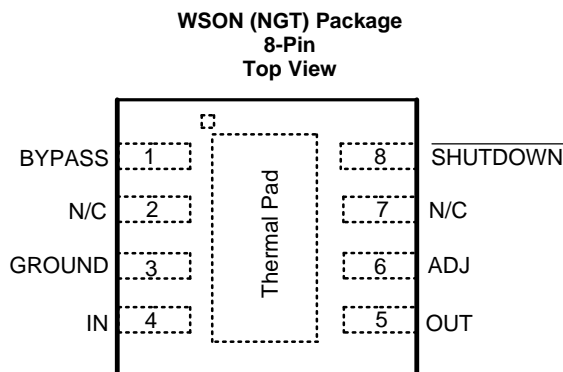 WSON (NGT) Package
8-Pin
Top View
BYPASS 1 8 SHUTDOWN
N/C 2 7 N/C
Thermal Pad
GROUND 3 6 ADJ
IN 4 5 OUT